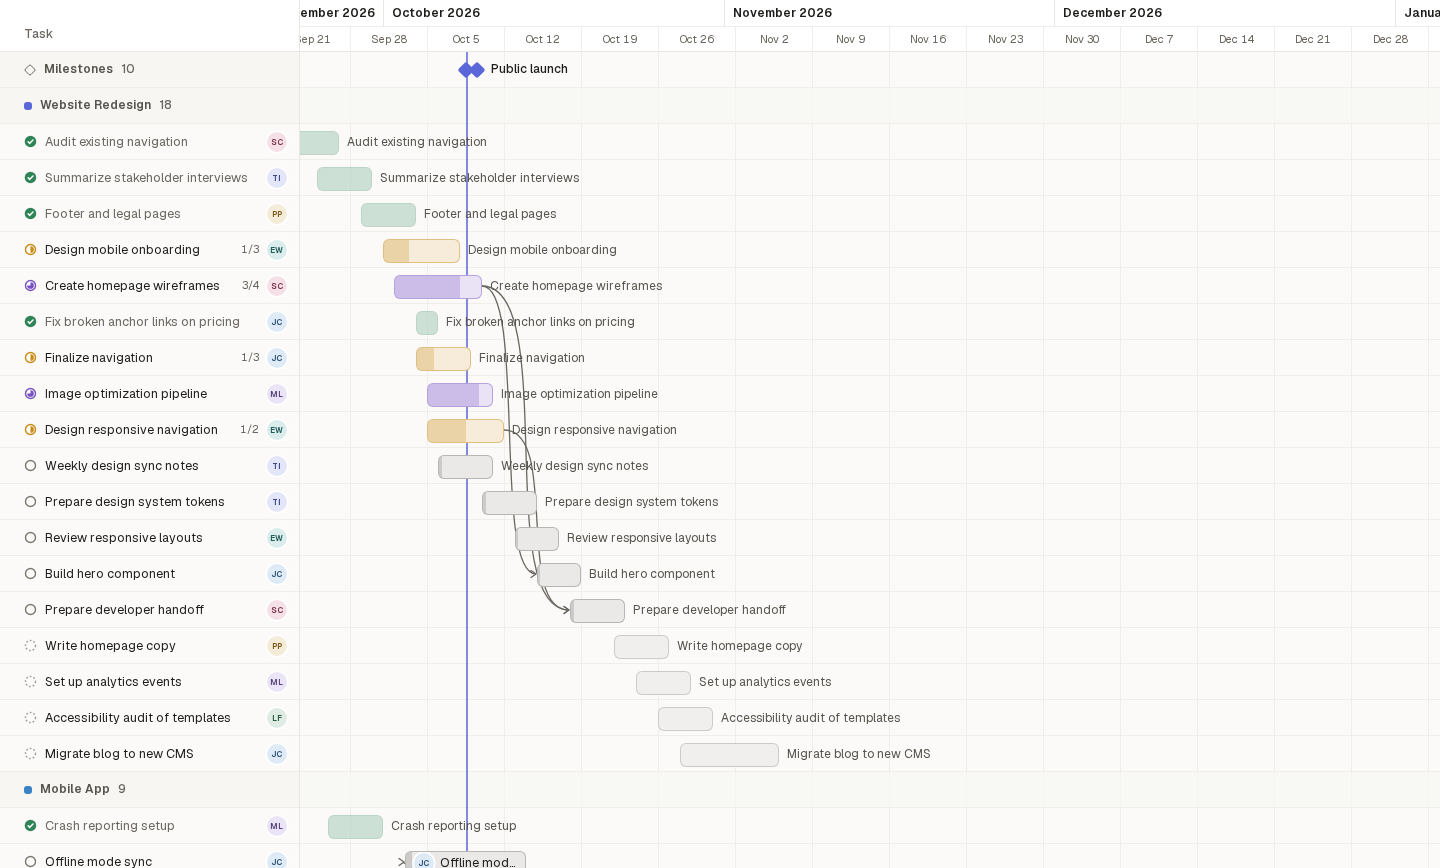 ember 2026 October 2026 November 2026 December 2026 Janua
Task
Sep 21 Sep 28 Oct 5 Oct 12 Oct 19 Oct 26 Nov 2 Nov 9 Nov 16 Nov 23 Nov 30 Dec 7 Dec 14 Dec 21 Dec 28
Milestones 10 Public launch
Website Redesign 18
Audit existing navigation SC Audit existing navigation
Summarize stakeholder interviews TI Summarize stakeholder interviews
Footer and legal pages PP Footer and legal pages
Design mobile onboarding 1/3 EW Design mobile onboarding
Create homepage wireframes 3/4 SC Create homepage wireframes
Fix broken anchor links on pricing JC Fix broken anchor links on pricing
Finalize navigation 1/3 JC Finalize navigation
Image optimization pipeline ML Image optimization pipeline
Design responsive navigation 1/2 EW Design responsive navigation
Weekly design sync notes TI Weekly design sync notes
Prepare design system tokens TI Prepare design system tokens
Review responsive layouts EW Review responsive layouts
Build hero component JC Build hero component
Prepare developer handoff SC Prepare developer handoff
Write homepage copy PP Write homepage copy
Set up analytics events ML Set up analytics events
Accessibility audit of templates LF Accessibility audit of templates
Migrate blog to new CMS JC Migrate blog to new CMS
Mobile App 9
Crash reporting setup ML Crash reporting setup
Offline mode sync JC JC Offline mod...